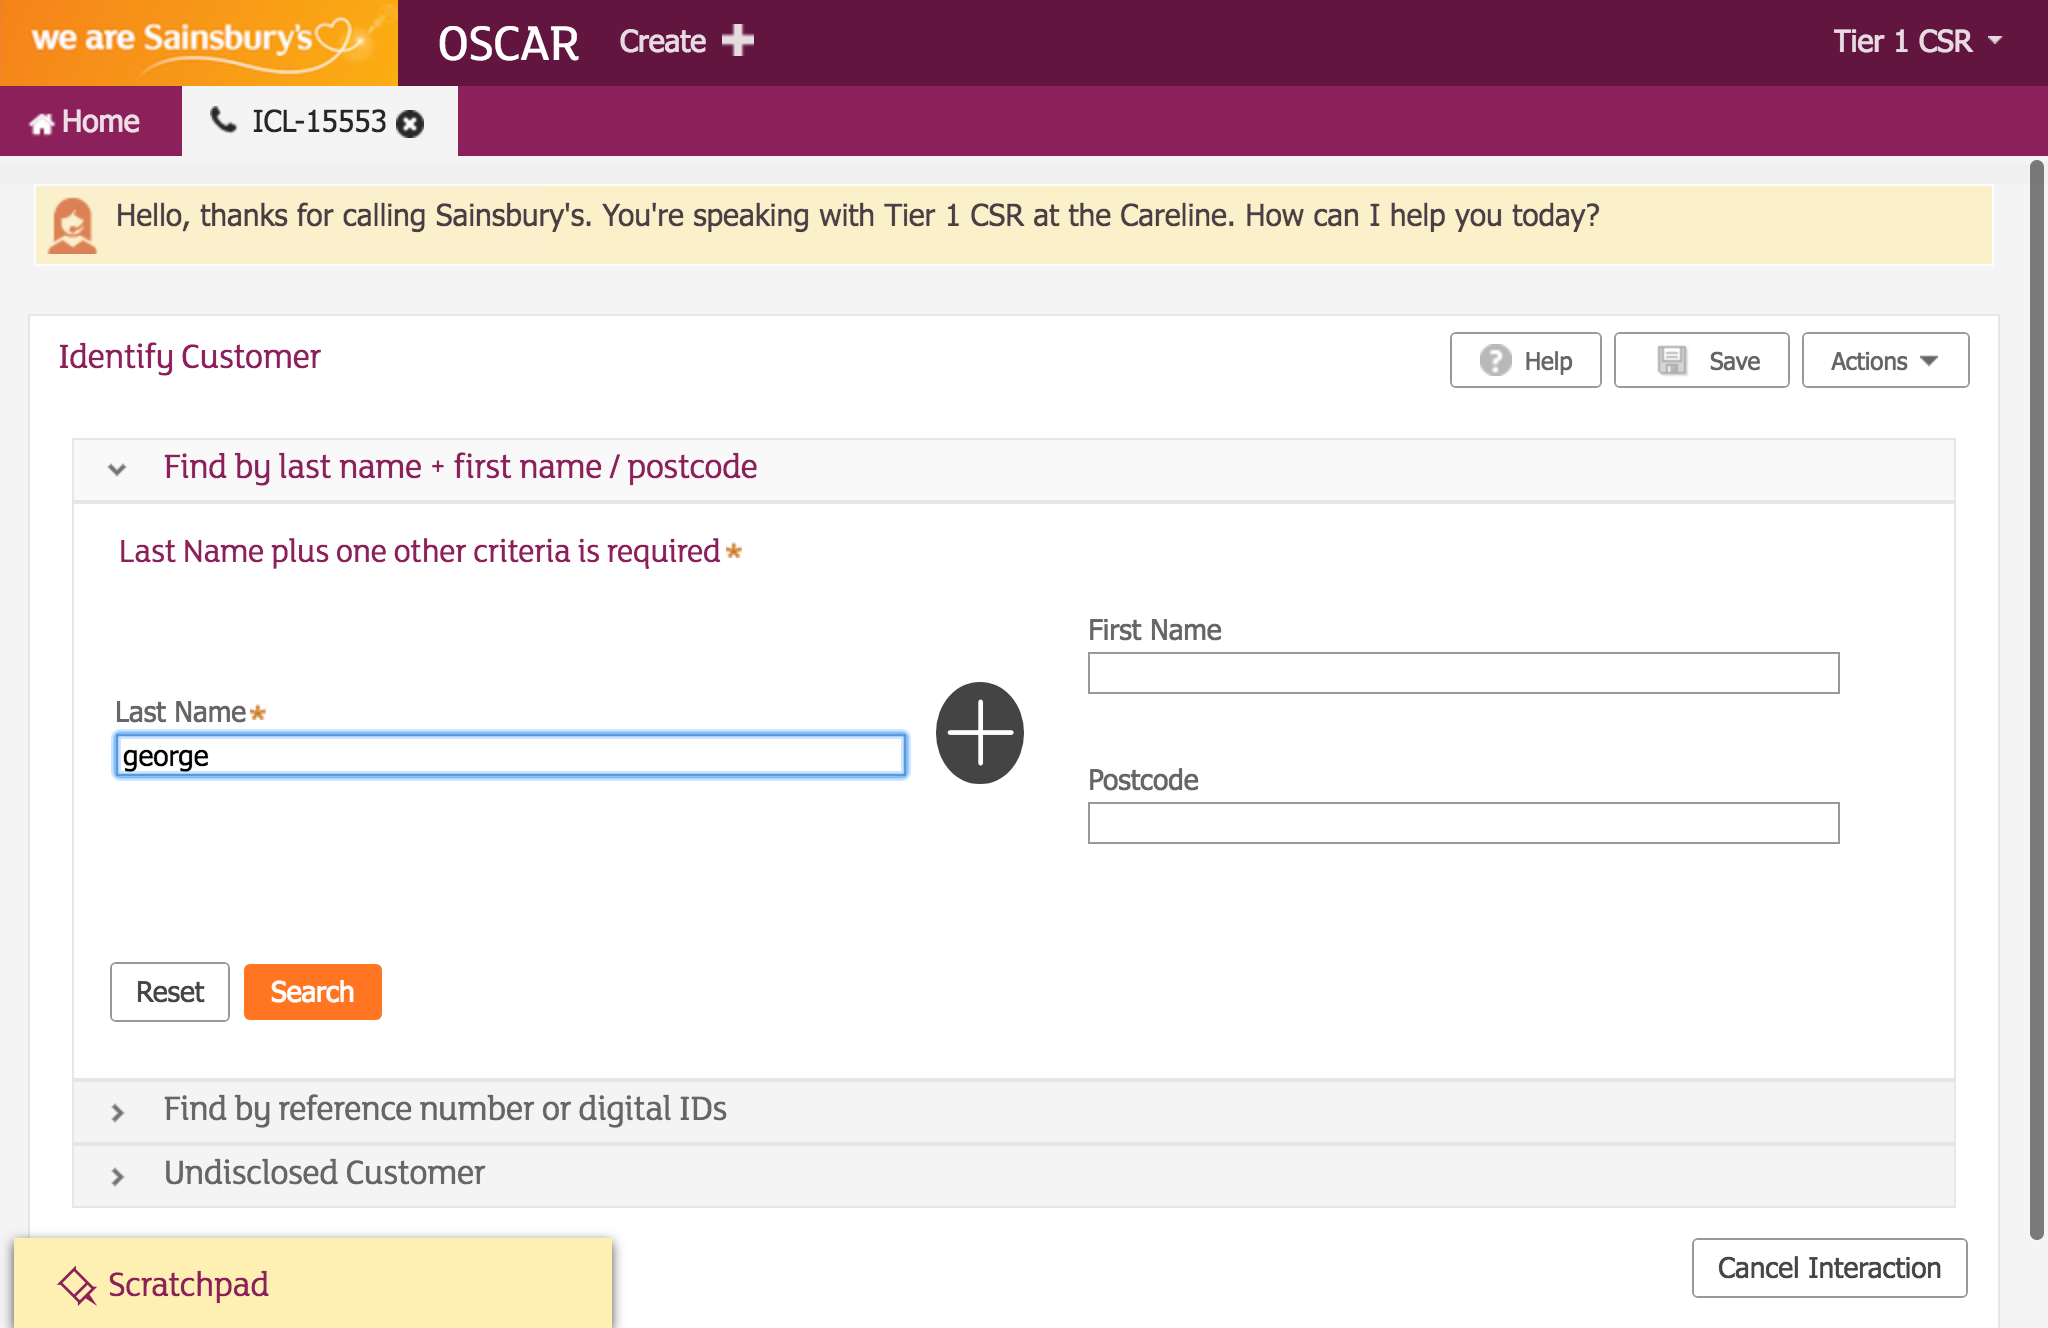 we are Sainsbury's
OSCAR
Create
Tier 1 CSR
Home
ICL-15553
Hello, thanks for calling Sainsbury's. You're speaking with Tier 1 CSR at the Careline. How can I help you today?
Identify Customer
Help
Save
Actions
Find by last name + first name / postcode
Last Name plus one other criteria is required*
First Name
Last Name*
george
Postcode
Reset
Search
Find by reference number or digital IDs
Undisclosed Customer
Cancel Interaction
Scratchpad